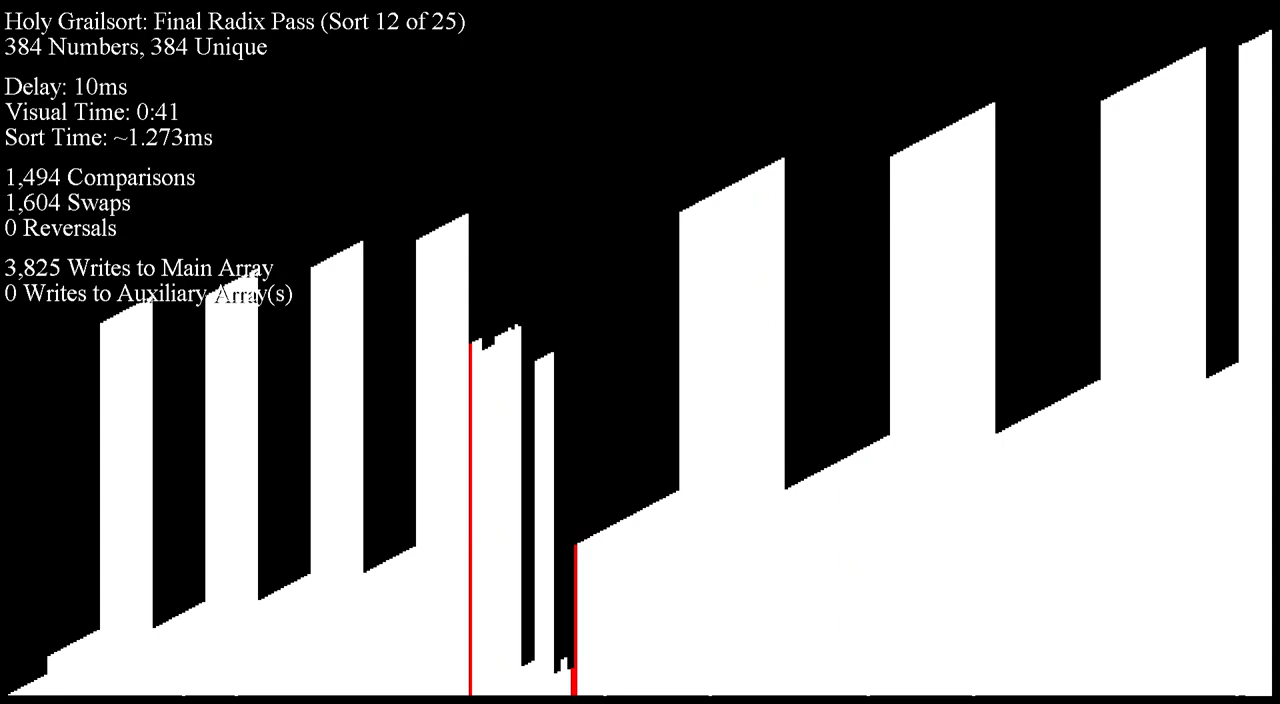 Holy Grailsort: Final Radix Pass (Sort 12 of 25)
384 Numbers, 384 Unique
Delay: 10ms
Visual Time: 0:41
Sort Time: ~1.273ms
1,494 Comparisons
1,604 Swaps
0 Reversals
3,825 Writes to Main Array
0 Writes to Auxiliary Array(s)